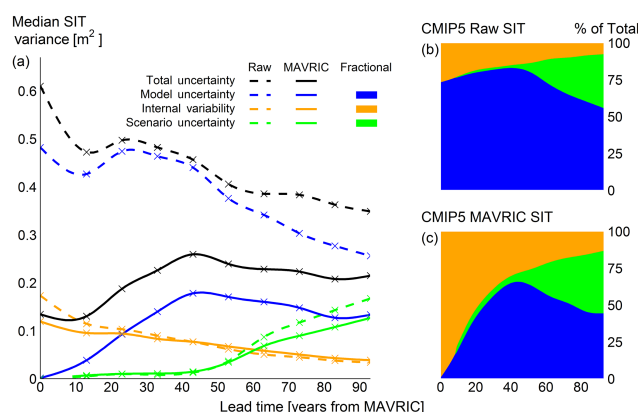 Median SIT
variance [m²]
(a)
Raw MAVRIC Fractional
Total uncertainty
Model uncertainty
Internal variability
Scenario uncertainty
0.6
0.5
0.4
0.3
0.2
0.1
0
0 10 20 30 40 50 60 70 80 90
Lead time [years from MAVRIC]
CMIP5 Raw SIT % of Total
(b)
100
75
50
25
0
CMIP5 MAVRIC SIT
(c)
100
75
50
25
0
0 20 40 60 80